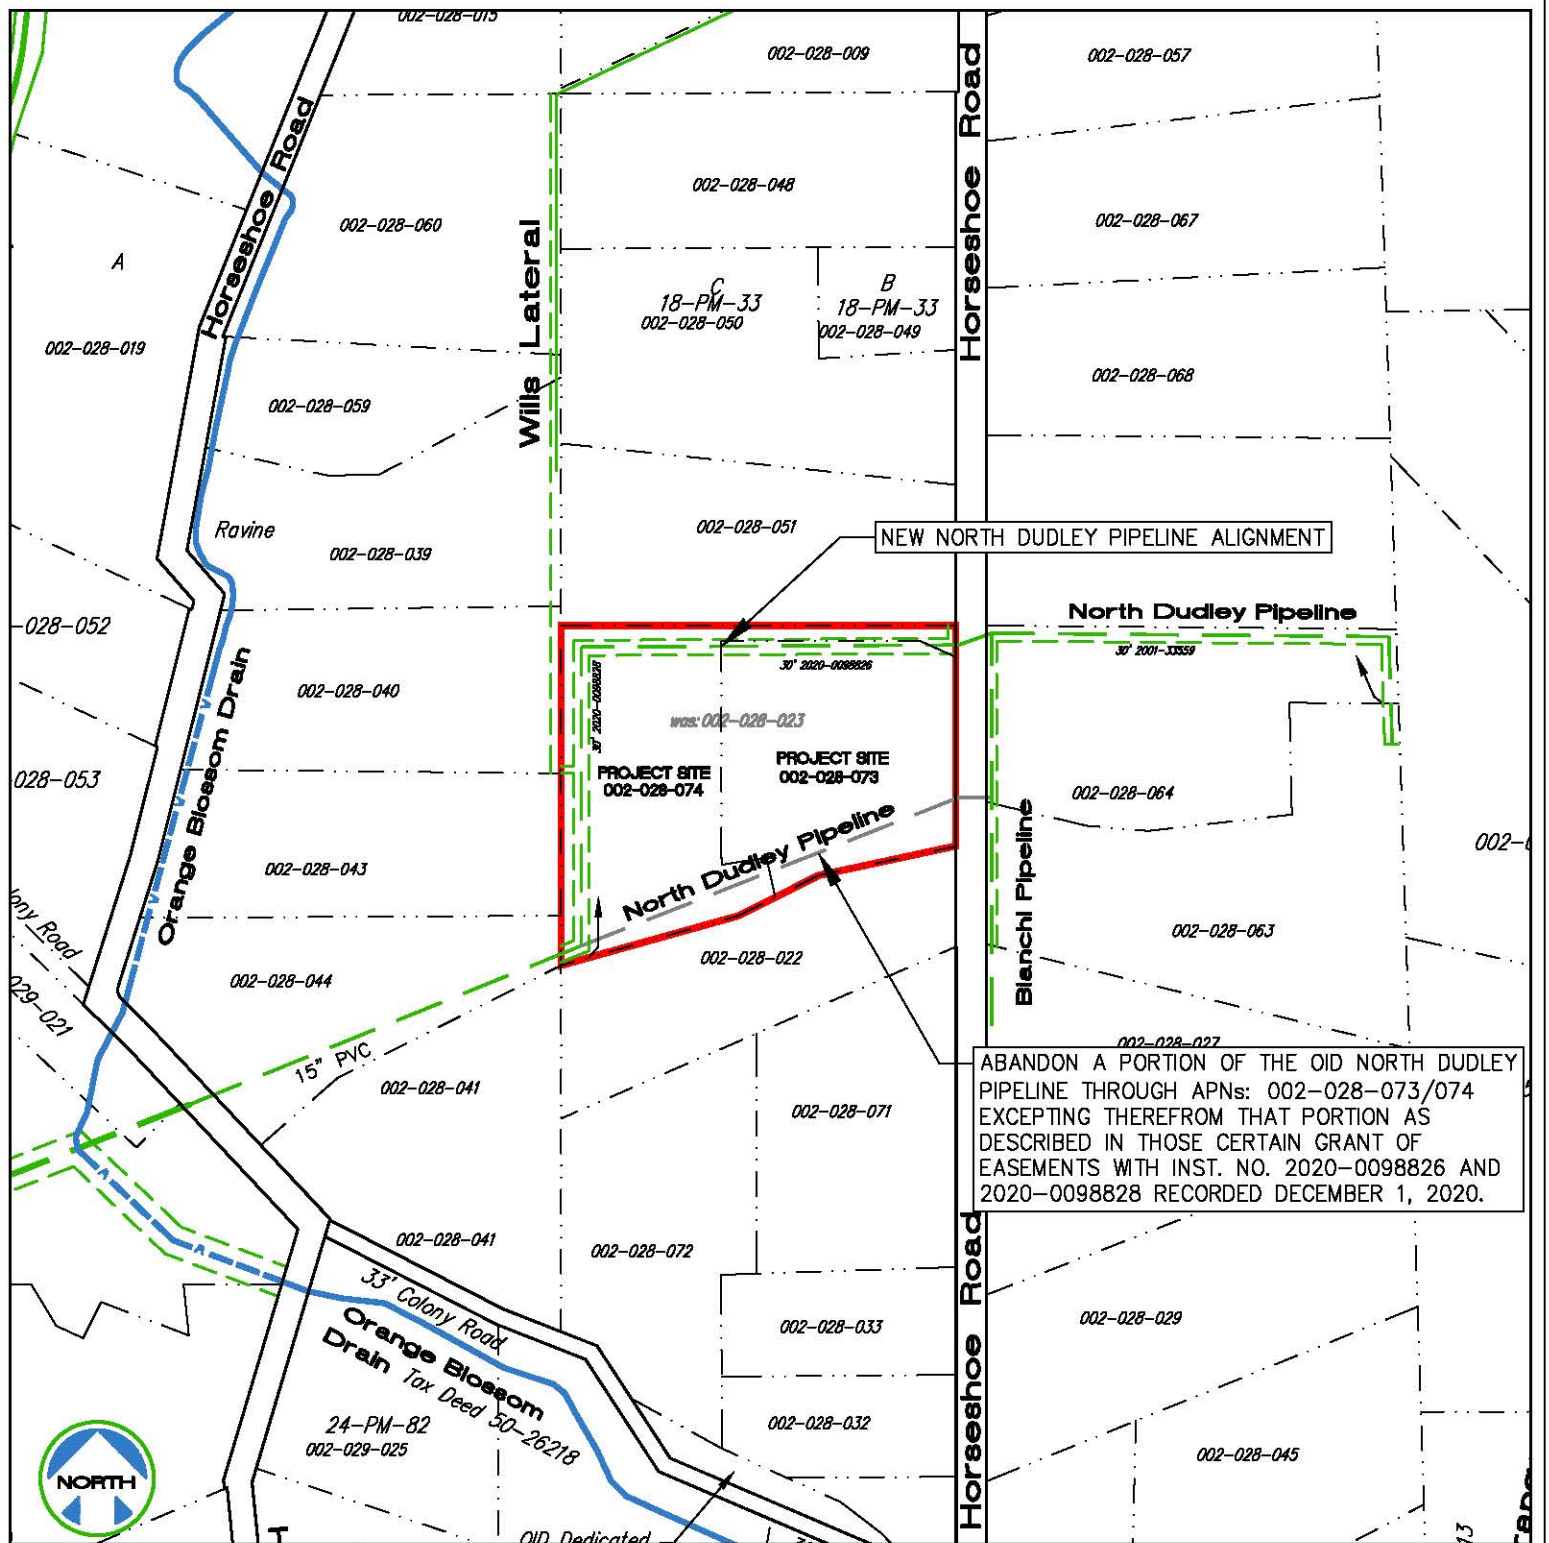 002-028-015
002-028-009
002-028-057
Horseshoe Road
Horseshoe Road
002-028-048
002-028-060
002-028-067
A
Wills Lateral
C
18-PM-33
002-028-050
B
18-PM-33
002-028-049
002-028-019
002-028-059
002-028-068
Ravine
002-028-039
002-028-051
NEW NORTH DUDLEY PIPELINE ALIGNMENT
-028-052
North Dudley Pipeline
30' 2001-33559
30' 2020-0098826
30' 2020-0098828
002-028-040
Orange Blossom Drain
was: 002-028-023
PROJECT SITE
002-028-074
PROJECT SITE
002-028-073
028-053
002-028-064
North Dudley Pipeline
Bianchi Pipeline
002-028-043
002-028-063
002-028-022
002-028-044
029-021
15" PVC
002-028-041
002-028-027
002-028-071
ABANDON A PORTION OF THE OID NORTH DUDLEY
PIPELINE THROUGH APNs: 002-028-073/074
EXCEPTING THEREFROM THAT PORTION AS
DESCRIBED IN THOSE CERTAIN GRANT OF
EASEMENTS WITH INST. NO. 2020-0098826 AND
2020-0098828 RECORDED DECEMBER 1, 2020.
002-028-041
002-028-072
33' Colony Road
Horseshoe Road
002-028-033
002-028-029
Orange Blossom
Drain Tax Deed 50-26218
24-PM-82
002-029-025
002-028-032
002-028-045
NORTH
OID Dedicated